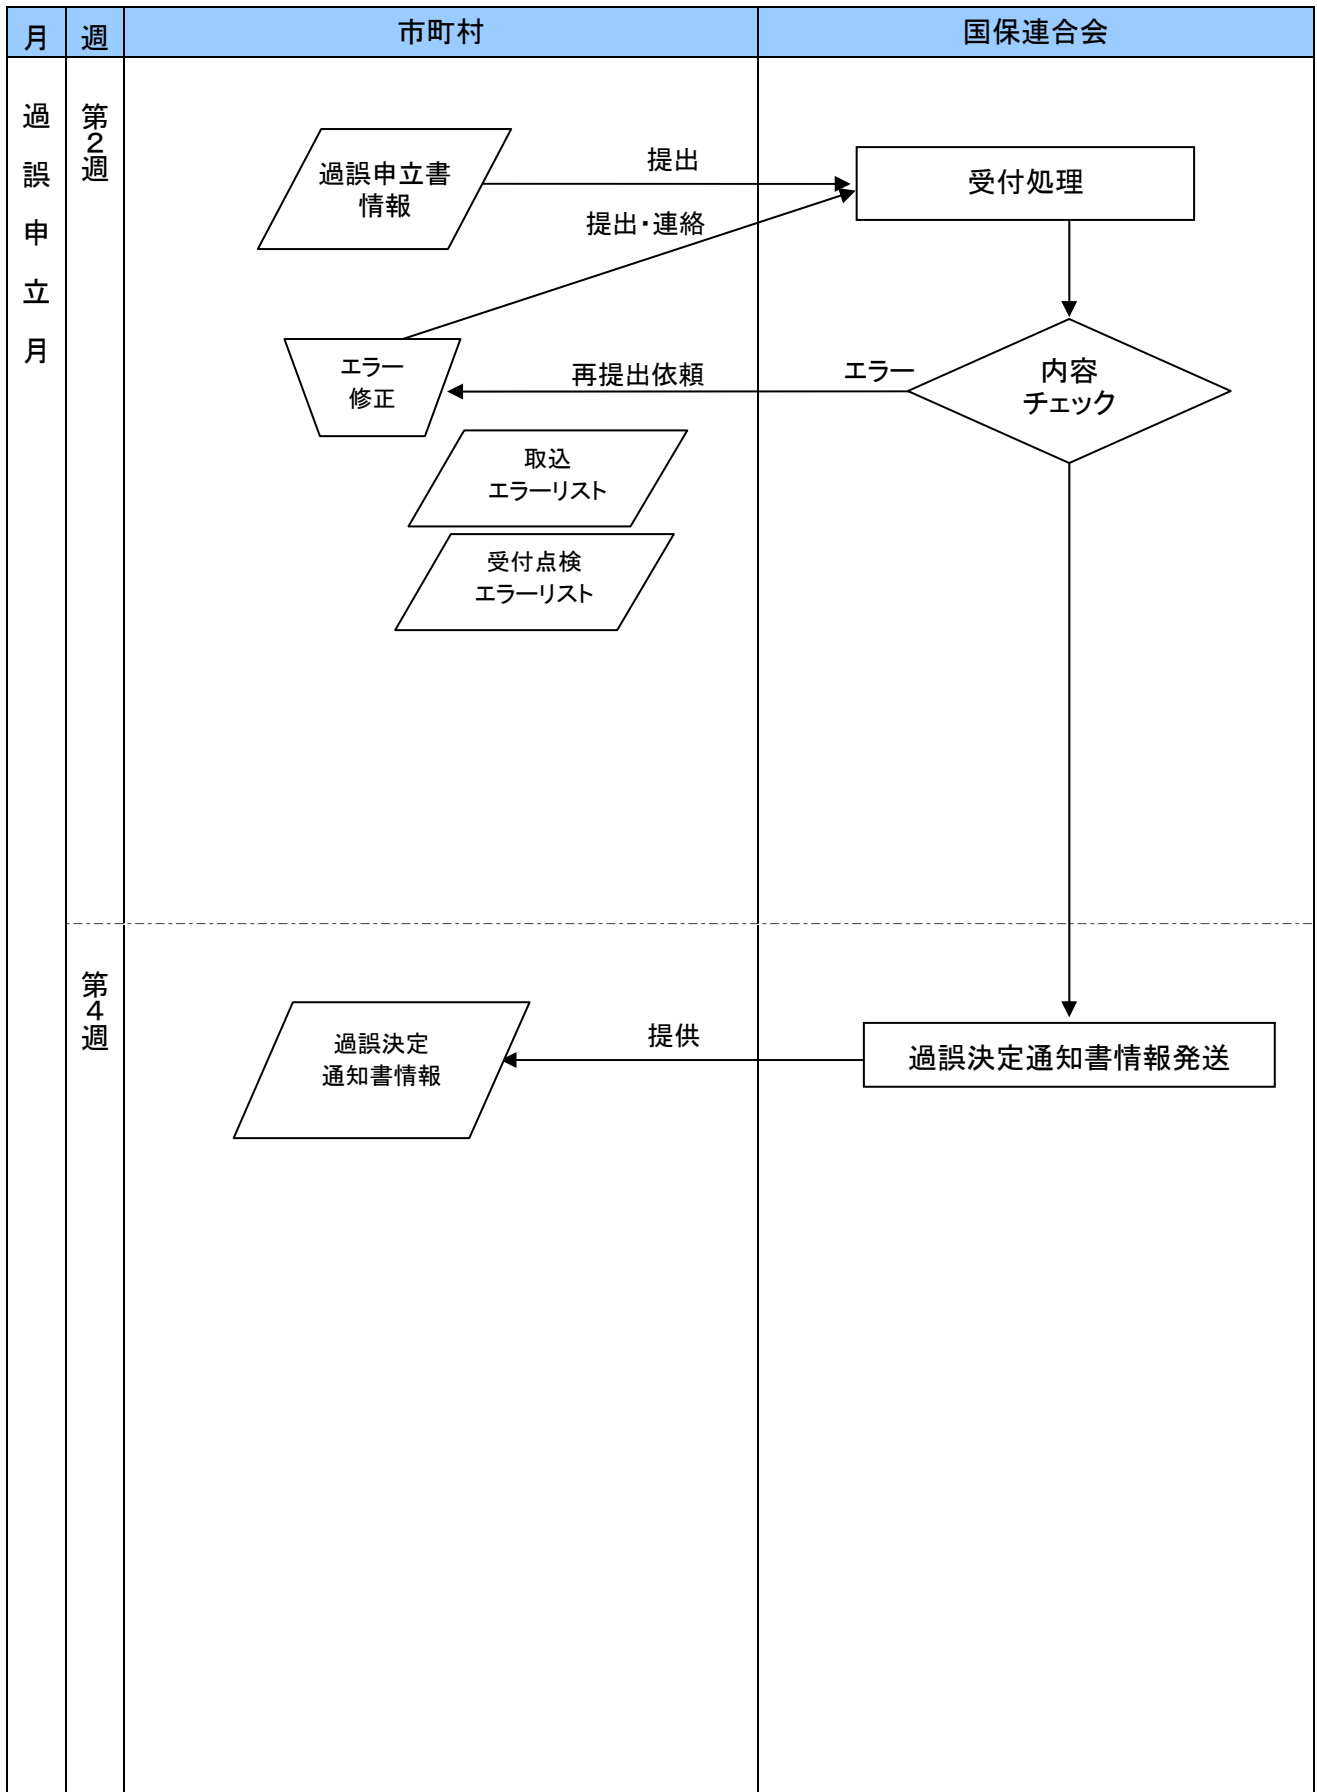 月
週
市町村
国保連合会
過誤申立月
第２週
過誤申立書
情報
提出
受付処理
提出・連絡
エラー
修正
再提出依頼
エラー
内容
チェック
取込
エラーリスト
受付点検
エラーリスト
第４週
過誤決定
通知書情報
提供
過誤決定通知書情報発送